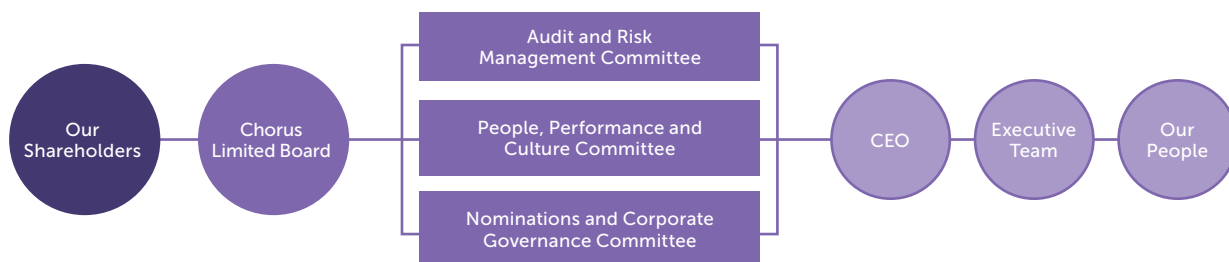 Our
Shareholders
Chorus
Limited Board
Audit and Risk
Management Committee
People, Performance and
Culture Committee
Nominations and Corporate
Governance Committee
CEO
Executive
Team
Our
People